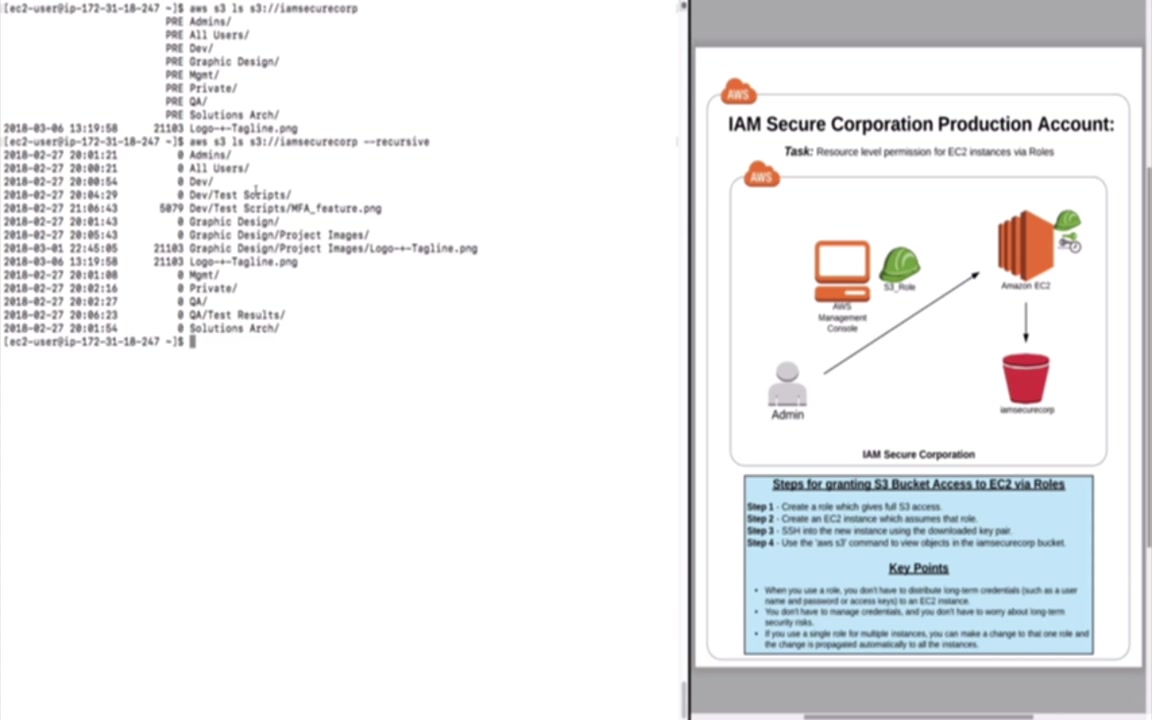 [ec2-user@ip-172-31-18-247 ~]$ aws s3 ls s3://iamsecurecorp
PRE Admins/
PRE All Users/
PRE Dev/
PRE Graphic Design/
PRE Mgmt/
PRE Private/
PRE QA/
PRE Solutions Arch/
2018-03-06 13:19:58 21103 Logo-+-Tagline.png
[ec2-user@ip-172-31-18-247 ~]$ aws s3 ls s3://iamsecurecorp --recursive
2018-02-27 20:01:21 0 Admins/
2018-02-27 20:00:21 0 All Users/
2018-02-27 20:00:54 0 Dev/
2018-02-27 20:04:29 0 Dev/Test Scripts/
2018-02-27 21:06:43 5079 Dev/Test Scripts/MFA_feature.png
2018-02-27 20:01:43 0 Graphic Design/
2018-02-27 20:05:43 0 Graphic Design/Project Images/
2018-03-01 22:45:05 21103 Graphic Design/Project Images/Logo-+-Tagline.png
2018-03-06 13:19:58 21103 Logo-+-Tagline.png
2018-02-27 20:01:08 0 Mgmt/
2018-02-27 20:02:16 0 Private/
2018-02-27 20:02:27 0 QA/
2018-02-27 20:06:23 0 QA/Test Results/
2018-02-27 20:01:54 0 Solutions Arch/
[ec2-user@ip-172-31-18-247 ~]$
AWS
IAM Secure Corporation Production Account:
Task: Resource level permission for EC2 instances via Roles
AWS
S3_Role
Amazon EC2
AWS
Management
Console
Admin
iamsecurecorp
IAM Secure Corporation
Steps for granting S3 Bucket Access to EC2 via Roles
Step 1 - Create a role which gives full S3 access.
Step 2 - Create an EC2 instance which assumes that role.
Step 3 - SSH into the new instance using the downloaded key pair.
Step 4 - Use the 'aws s3' command to view objects in the iamsecurecorp bucket.
Key Points
• When you use a role, you don't have to distribute long-term credentials (such as a user
name and password or access keys) to an EC2 instance.
• You don't have to manage credentials, and you don't have to worry about long-term
security risks.
• If you use a single role for multiple instances, you can make a change to that one role and
the change is propagated automatically to all the instances.